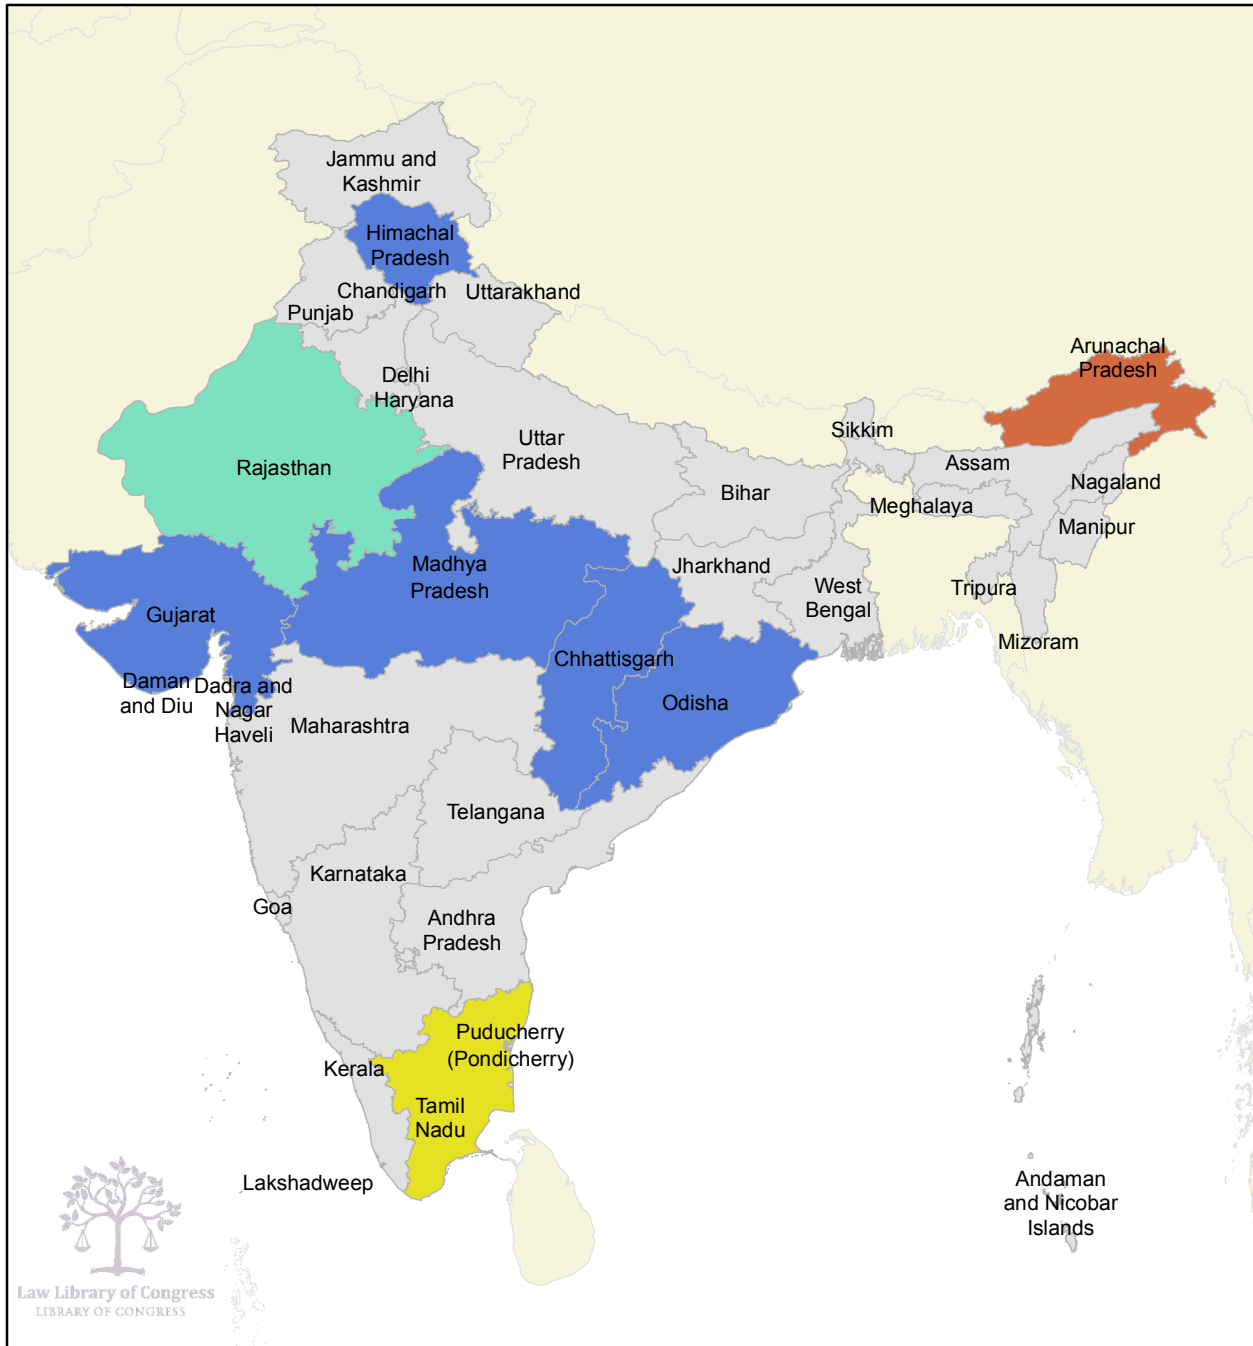 Jammu and
Kashmir
Himachal
Pradesh
Chandigarh
Uttarakhand
Punjab
Arunachal
Pradesh
Delhi
Haryana
Sikkim
Uttar
Pradesh
Rajasthan
Assam
Nagaland
Bihar
Meghalaya
Manipur
Madhya
Pradesh
Jharkhand
West
Bengal
Tripura
Gujarat
Mizoram
Chhattisgarh
Daman
and Diu
Dadra and
Nagar
Haveli
Odisha
Maharashtra
Telangana
Karnataka
Goa
Andhra
Pradesh
Puducherry
(Pondicherry)
Kerala
Tamil
Nadu
Lakshadweep
Andaman
and Nicobar
Islands
Law Library of Congress
LIBRARY OF CONGRESS